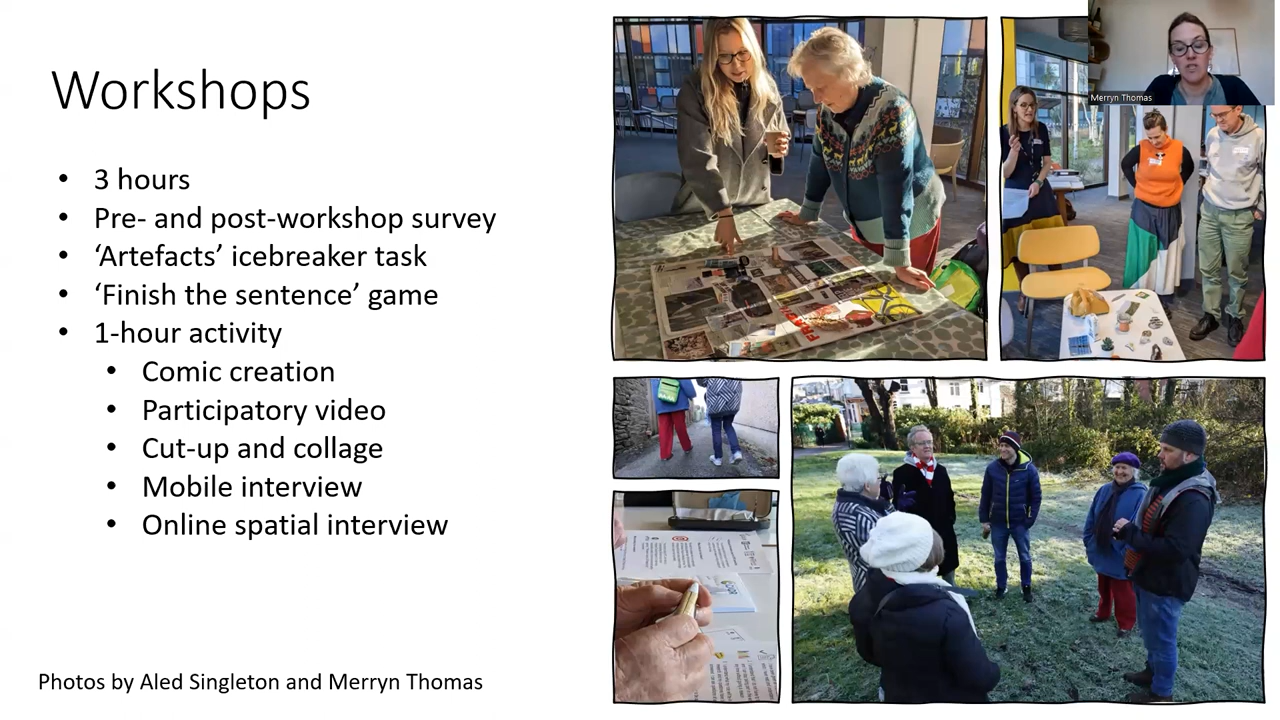 Workshops
• 3 hours
• Pre- and post-workshop survey
• ‘Artefacts’ icebreaker task
• ‘Finish the sentence’ game
• 1-hour activity
• Comic creation
• Participatory video
• Cut-up and collage
• Mobile interview
• Online spatial interview
Photos by Aled Singleton and Merryn Thomas
Merryn Thomas